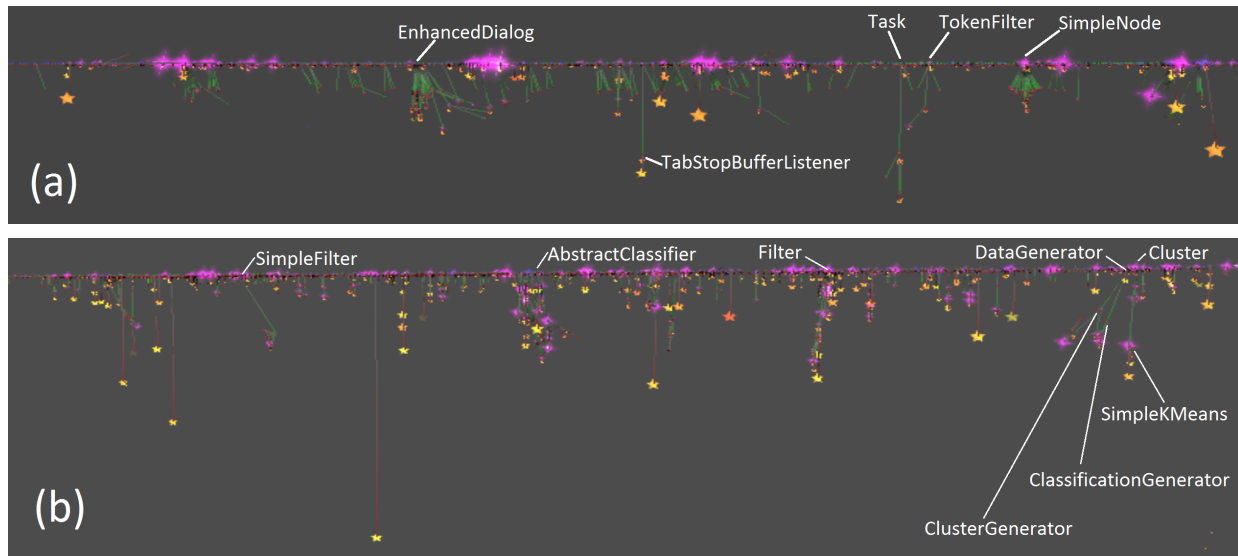 Task
TokenFilter
SimpleNode
EnhancedDialog
TabStopBufferListener
(a)
SimpleFilter
AbstractClassifier
Filter
DataGenerator
Cluster
SimpleKMeans
ClassificationGenerator
ClusterGenerator
(b)